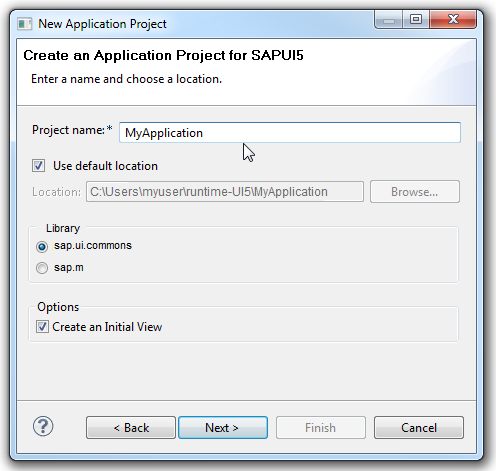 New Application Project
Create an Application Project for SAPUI5
Enter a name and choose a location.
Project name:* MyApplication
Use default location
Location: C:\Users\myuser\runtime-UI5\MyApplication Browse...
Library
sap.ui.commons
sap.m
Options
Create an Initial View
? < Back Next > Finish Cancel